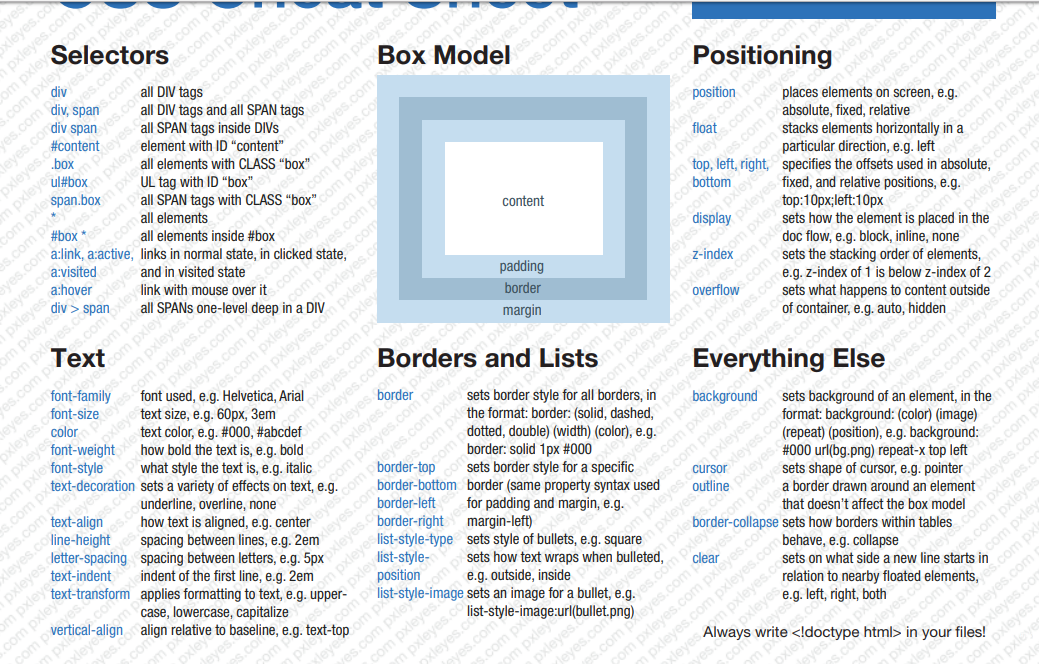 CSS Cheat Sheet
Selectors
div all DIV tags
div, span all DIV tags and all SPAN tags
div span all SPAN tags inside DIVs
#content element with ID “content”
.box all elements with CLASS “box”
ul#box UL tag with ID “box”
span.box all SPAN tags with CLASS “box”
* all elements
#box * all elements inside #box
a:link, a:active, links in normal state, in clicked state,
a:visited and in visited state
a:hover link with mouse over it
div > span all SPANs one-level deep in a DIV
Box Model
content
padding
border
margin
Positioning
position places elements on screen, e.g.
absolute, fixed, relative
float stacks elements horizontally in a
particular direction, e.g. left
top, left, right, specifies the offsets used in absolute,
bottom fixed, and relative positions, e.g.
top:10px;left:10px
display sets how the element is placed in the
doc flow, e.g. block, inline, none
z-index sets the stacking order of elements,
e.g. z-index of 1 is below z-index of 2
overflow sets what happens to content outside
of container, e.g. auto, hidden
Text
font-family font used, e.g. Helvetica, Arial
font-size text size, e.g. 60px, 3em
color text color, e.g. #000, #abcdef
font-weight how bold the text is, e.g. bold
font-style what style the text is, e.g. italic
text-decoration sets a variety of effects on text, e.g.
underline, overline, none
text-align how text is aligned, e.g. center
line-height spacing between lines, e.g. 2em
letter-spacing spacing between letters, e.g. 5px
text-indent indent of the first line, e.g. 2em
text-transform applies formatting to text, e.g. upper-
case, lowercase, capitalize
vertical-align align relative to baseline, e.g. text-top
Borders and Lists
border sets border style for all borders, in
the format: border: (solid, dashed,
dotted, double) (width) (color), e.g.
border: solid 1px #000
border-top sets border style for a specific
border-bottom border (same property syntax used
border-left for padding and margin, e.g.
border-right margin-left)
list-style-type sets style of bullets, e.g. square
list-style- sets how text wraps when bulleted,
position e.g. outside, inside
list-style-image sets an image for a bullet, e.g.
list-style-image:url(bullet.png)
Everything Else
background sets background of an element, in the
format: background: (color) (image)
(repeat) (position), e.g. background:
#000 url(bg.png) repeat-x top left
cursor sets shape of cursor, e.g. pointer
outline a border drawn around an element
that doesn’t affect the box model
border-collapse sets how borders within tables
behave, e.g. collapse
clear sets on what side a new line starts in
relation to nearby floated elements,
e.g. left, right, both
Always write <!doctype html> in your files!
pxleyes.com